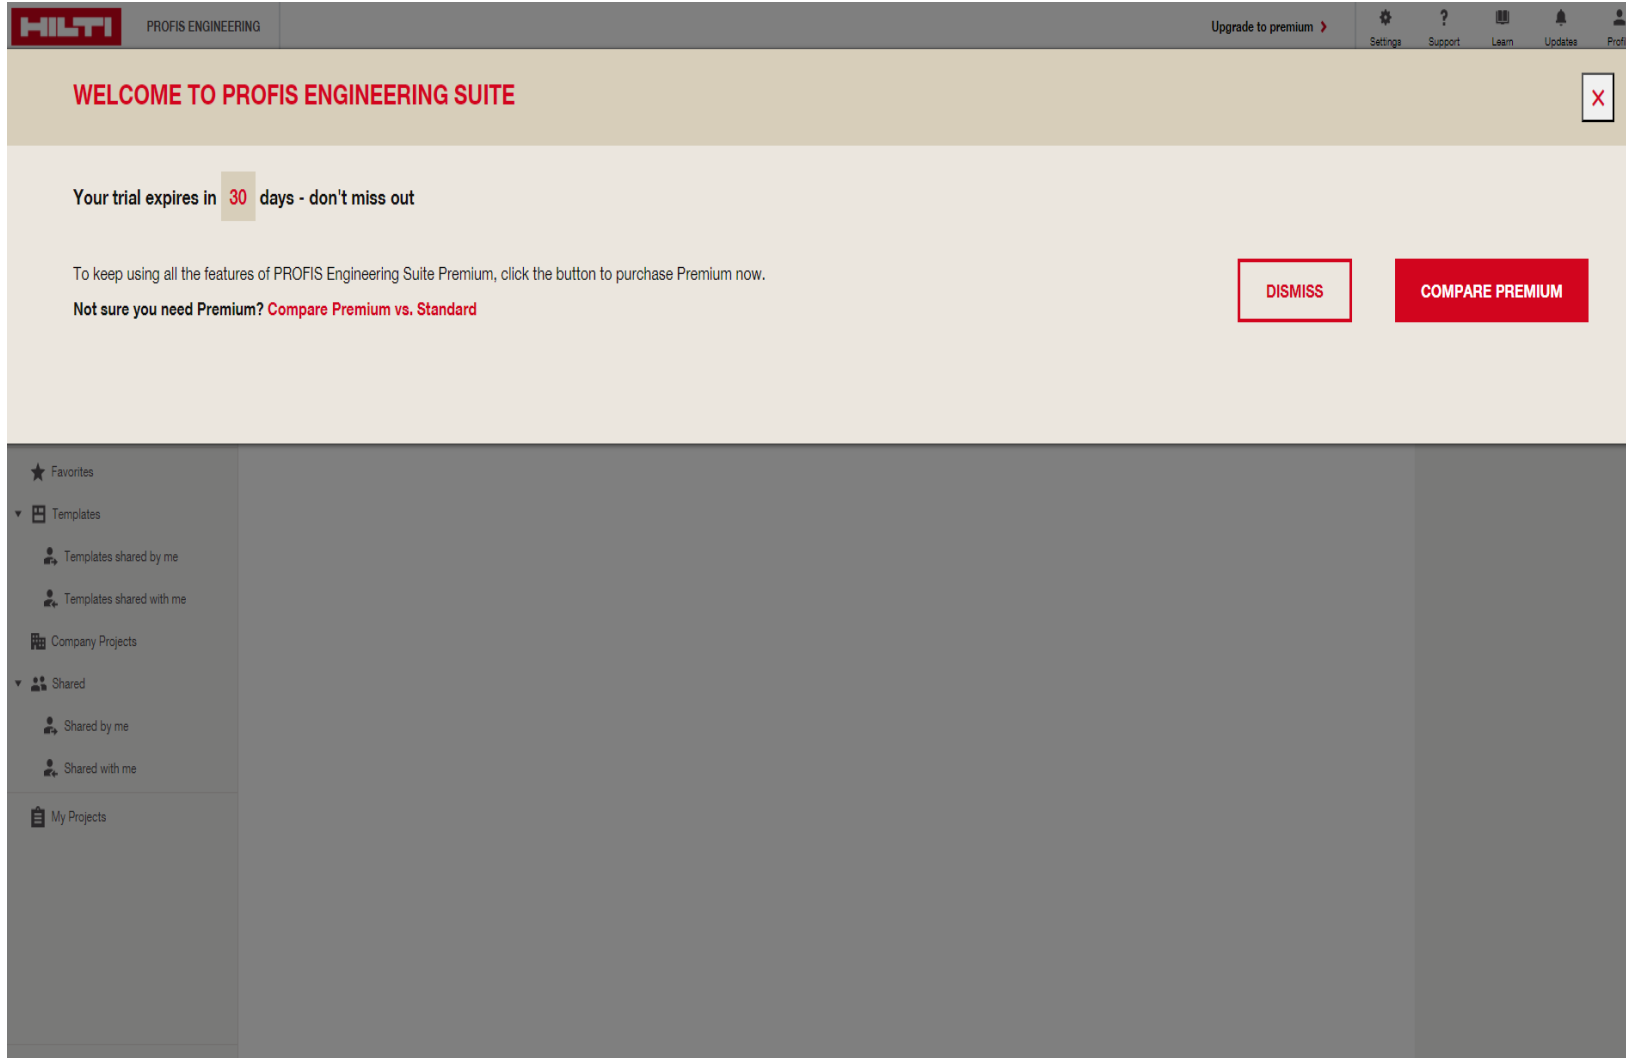 HILTI
PROFIS ENGINEERING
Upgrade to premium
Settings
?
Support
Learn
Updates
Profi
WELCOME TO PROFIS ENGINEERING SUITE
X
Your trial expires in 30 days - don't miss out
To keep using all the features of PROFIS Engineering Suite Premium, click the button to purchase Premium now.
Not sure you need Premium? Compare Premium vs. Standard
DISMISS
COMPARE PREMIUM
Favorites
Templates
Templates shared by me
Templates shared with me
Company Projects
Shared
Shared by me
Shared with me
My Projects